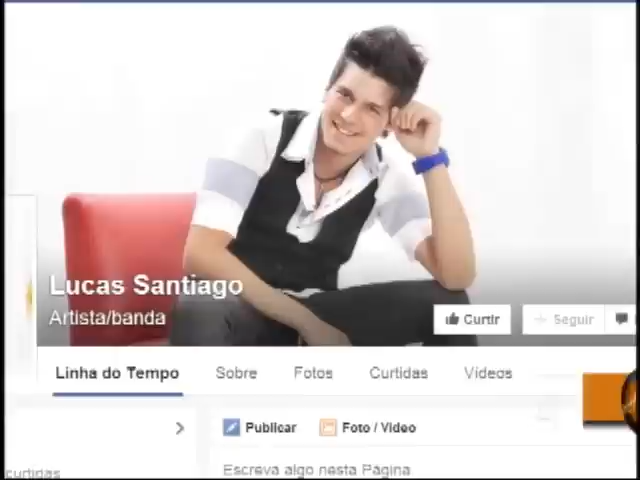 Lucas Santiago
Artista/banda
Curtir
Seguir
Linha do Tempo Sobre Fotos Curtidas Vídeos
Publicar Foto / Vídeo
curtidas
Escreva algo nesta Página